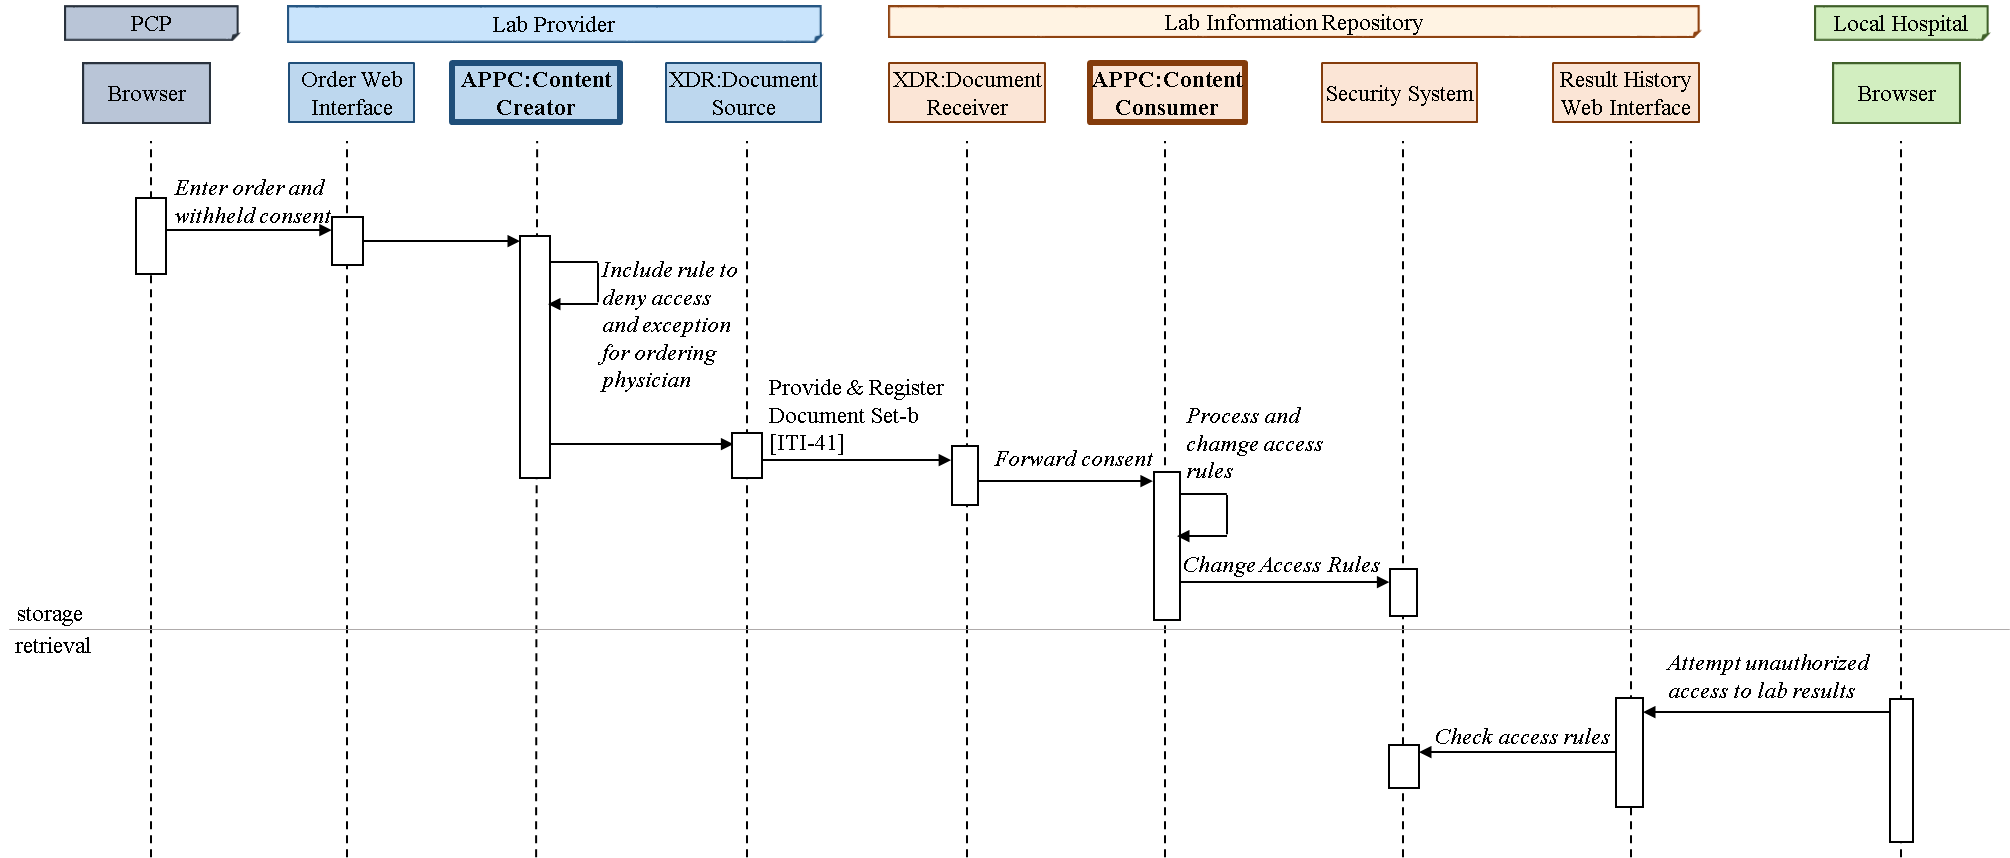 PCP
Lab Provider
Lab Information Repository
Local Hospital
Browser
Order Web
Interface
APPC:Content
Creator
XDR:Document
Source
XDR:Document
Receiver
APPC:Content
Consumer
Security System
Result History
Web Interface
Browser
Enter order and
withheld consent
Include rule to
deny access
and exception
for ordering
physician
Provide & Register
Document Set-b
[ITI-41]
Forward consent
Process and
chamge access
rules
Change Access Rules
storage
retrieval
Attempt unauthorized
access to lab results
Check access rules